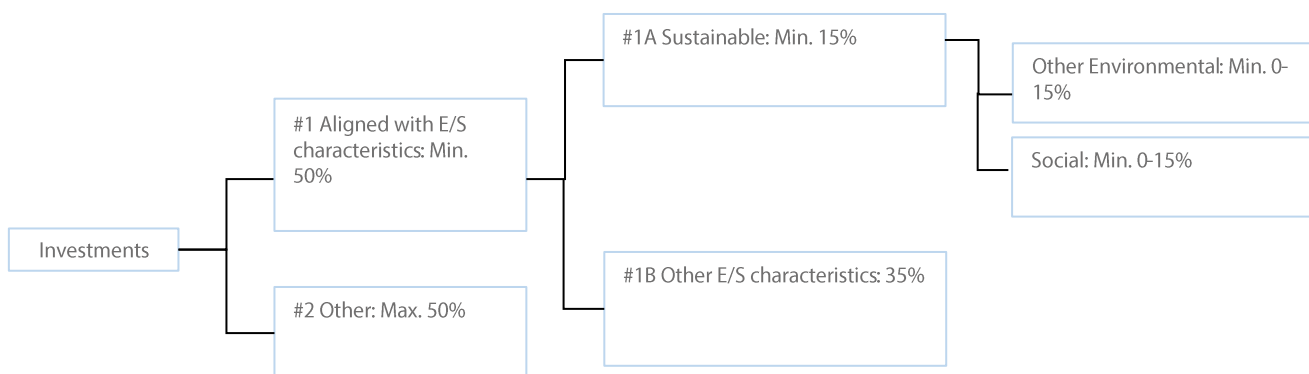 #1A Sustainable: Min. 15%
Other Environmental: Min. 0-
15%
#1 Aligned with E/S
characteristics: Min.
50%
Social: Min. 0-15%
Investments
#1B Other E/S characteristics: 35%
#2 Other: Max. 50%